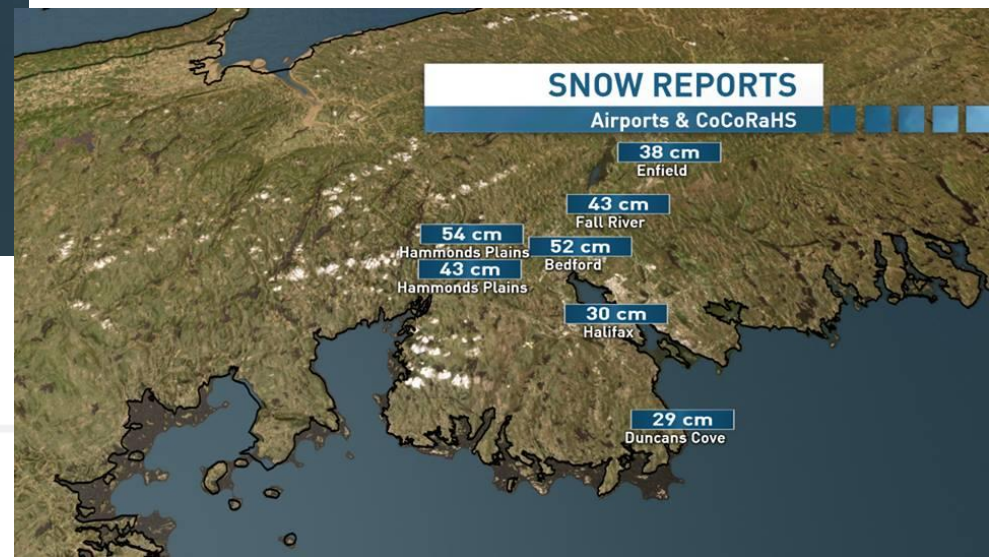 SNOW REPORTS
Airports & CoCoRaHS
38 cm
Enfield
43 cm
Fall River
54 cm
Hammonds Plains
52 cm
Bedford
43 cm
Hammonds Plains
30 cm
Halifax
29 cm
Duncans Cove